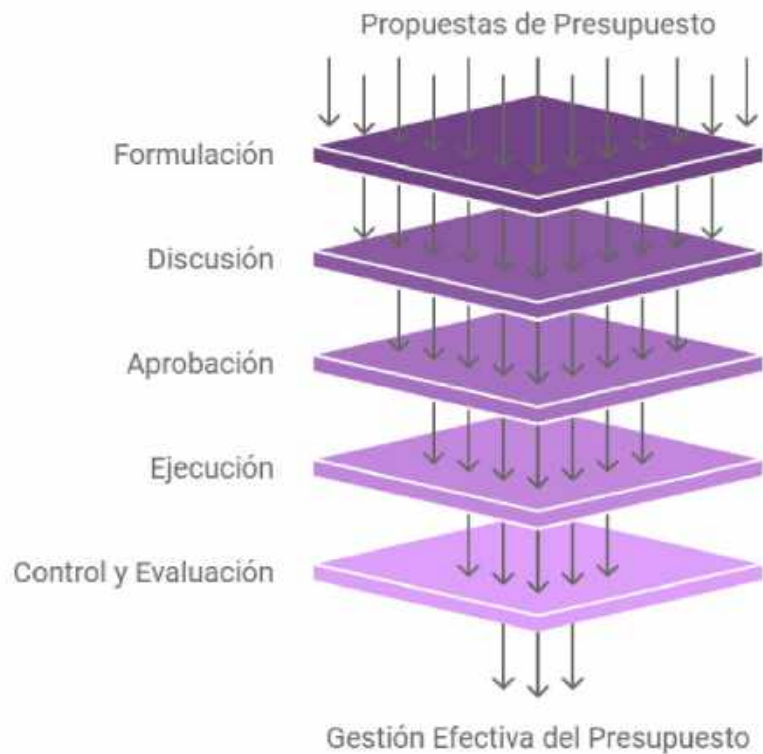 Propuestas de Presupuesto
Formulación
Discusión
Aprobación
Ejecución
Control y Evaluación
Gestión Efectiva del Presupuesto